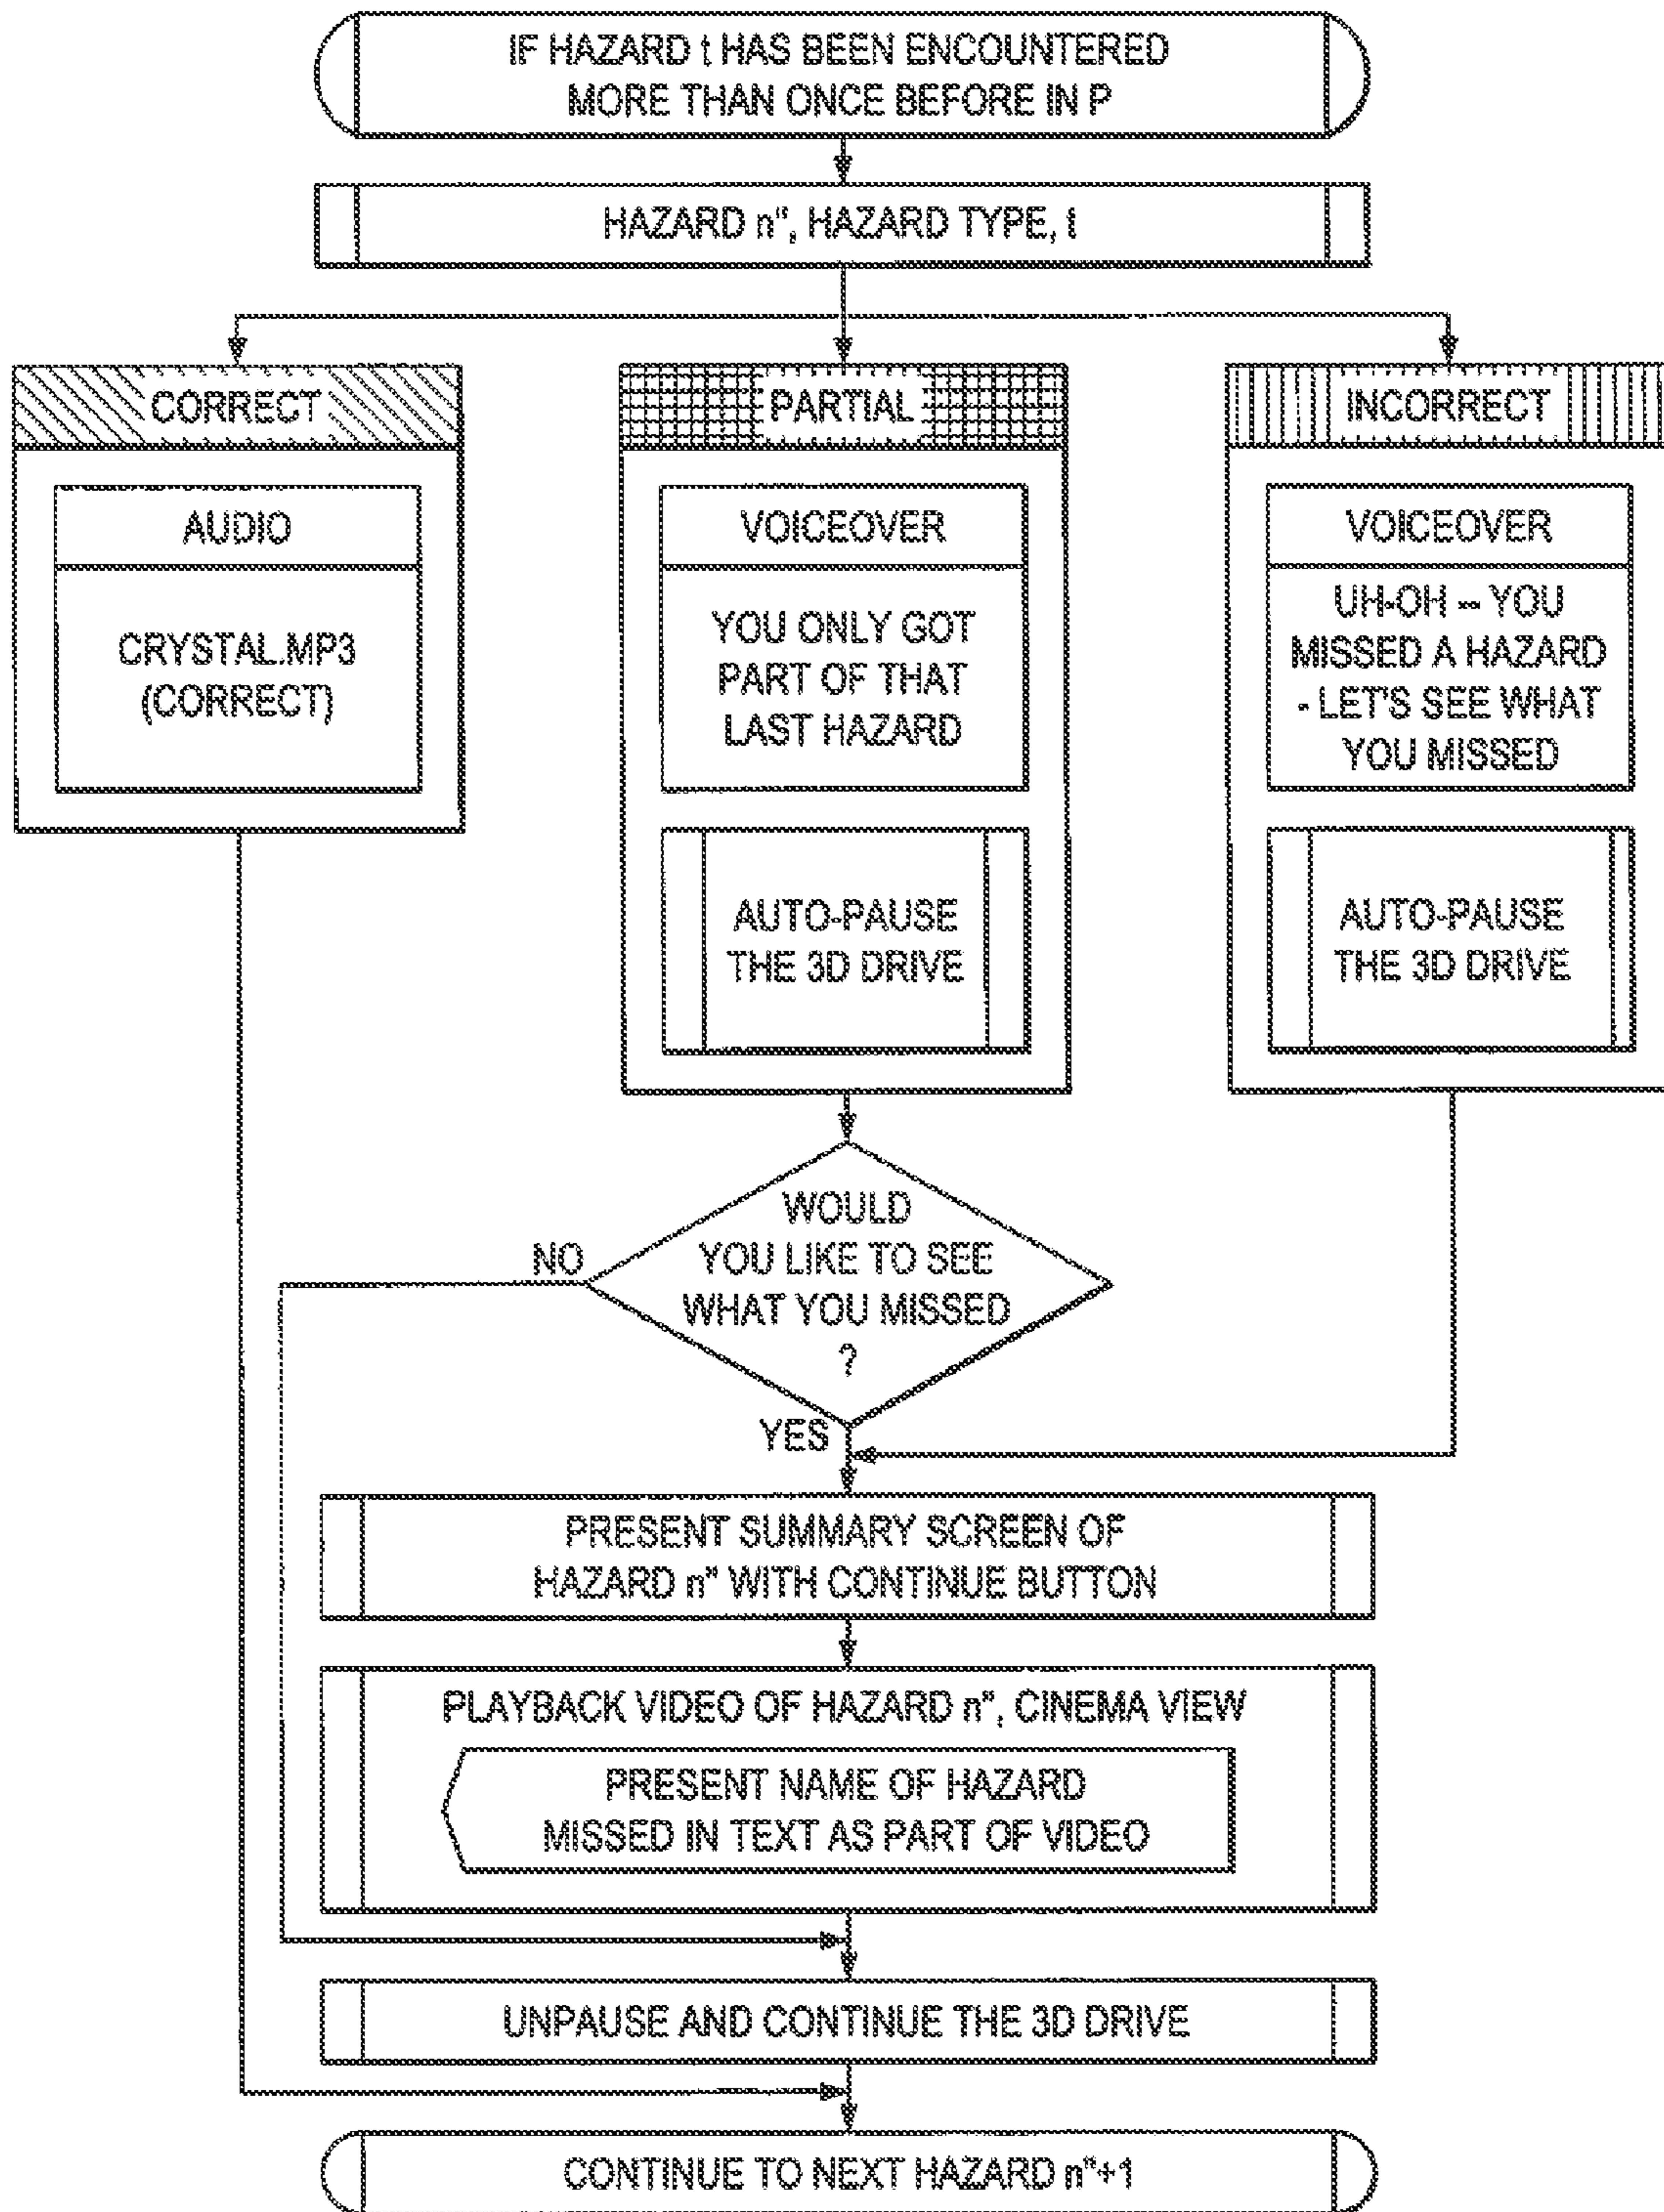 IF HAZARD t HAS BEEN ENCOUNTERED
MORE THAN ONCE BEFORE IN P
HAZARD n", HAZARD TYPE, t
CORRECT
AUDIO
CRYSTAL.MP3
(CORRECT)
PARTIAL
VOICEOVER
YOU ONLY GOT
PART OF THAT
LAST HAZARD
AUTO-PAUSE
THE 3D DRIVE
INCORRECT
VOICEOVER
UH-OH -- YOU
MISSED A HAZARD
- LET'S SEE WHAT
YOU MISSED
AUTO-PAUSE
THE 3D DRIVE
WOULD
YOU LIKE TO SEE
WHAT YOU MISSED
?
NO
YES
PRESENT SUMMARY SCREEN OF
HAZARD n" WITH CONTINUE BUTTON
PLAYBACK VIDEO OF HAZARD n", CINEMA VIEW
PRESENT NAME OF HAZARD
MISSED IN TEXT AS PART OF VIDEO
UNPAUSE AND CONTINUE THE 3D DRIVE
CONTINUE TO NEXT HAZARD n"+1